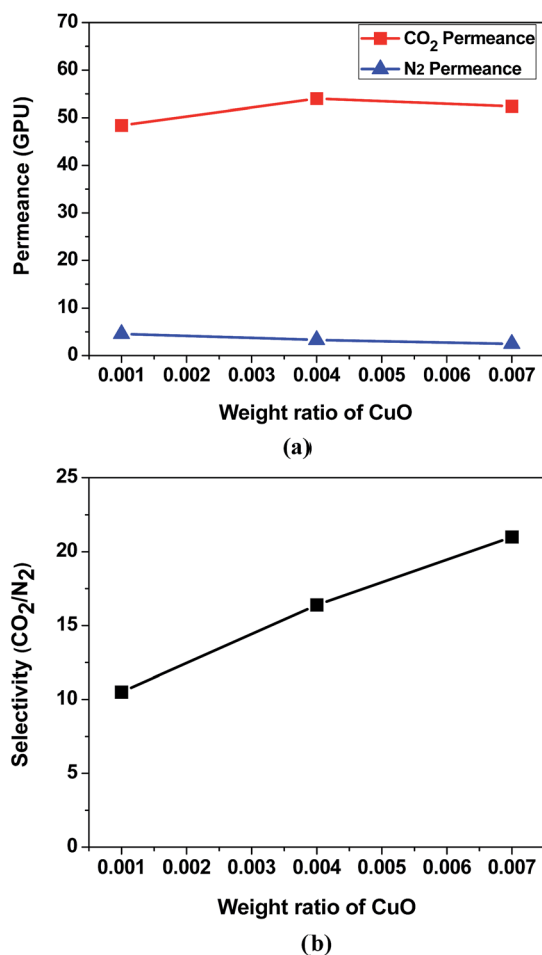 70
60
50
40
30
20
10
0
Permeance (GPU)
CO2 Permeance
N2 Permeance
0.001 0.002 0.003 0.004 0.005 0.006 0.007
Weight ratio of CuO
(a)
25
20
15
10
5
0
Selectivity (CO2/N2)
0.001 0.002 0.003 0.004 0.005 0.006 0.007
Weight ratio of CuO
(b)